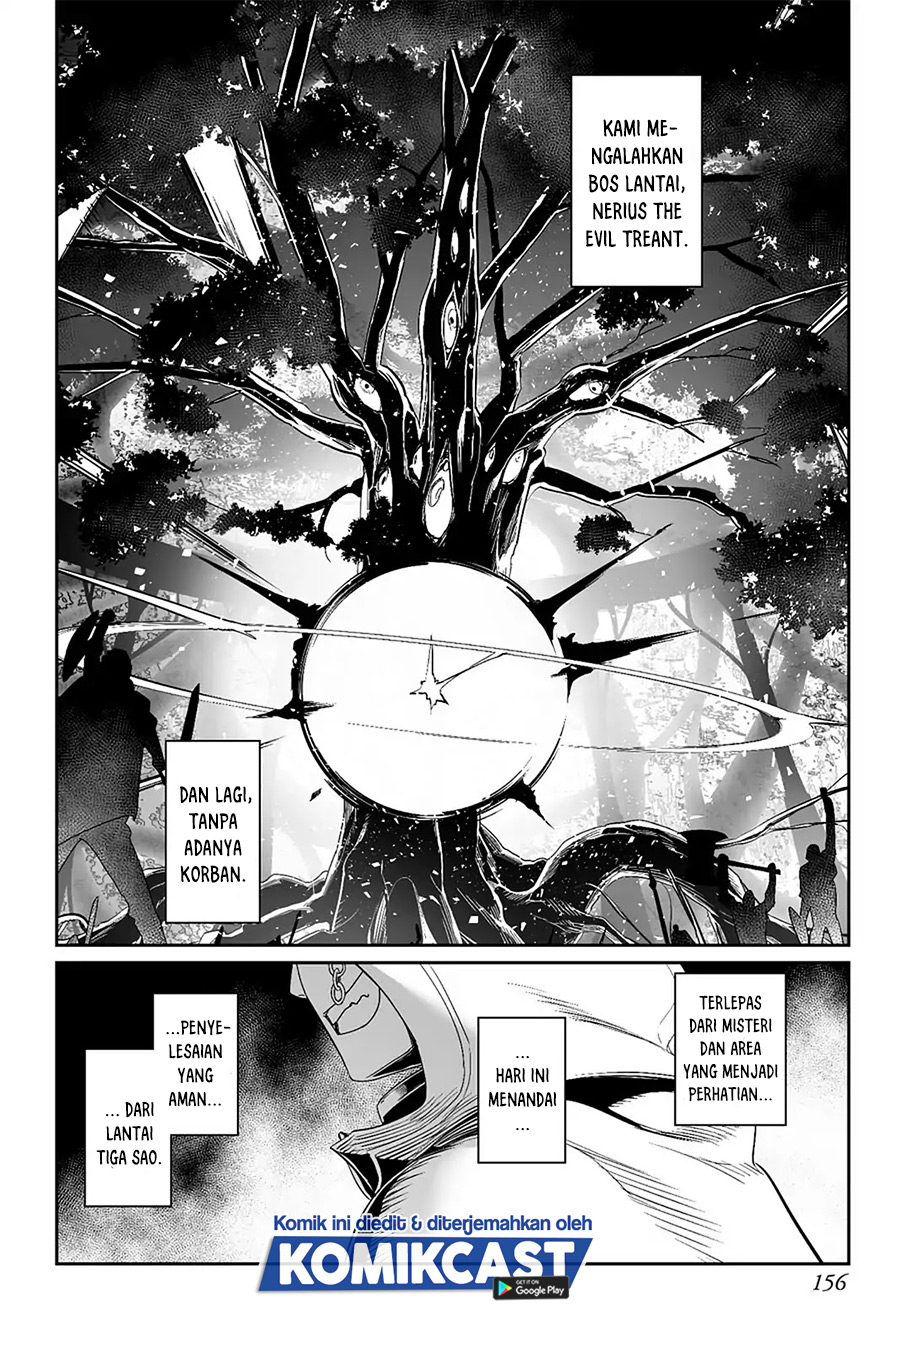 KAMI ME-
NGALAHKAN
BOS LANTAI,
NERIUS THE
EVIL TREANT.
DAN LAGI,
TANPA
ADANYA
KORBAN.
TERLEPAS
DARI MISTERI
DAN AREA
YANG MENJADI
PERHATIAN...
...
HARI INI
MENANDAI
...
...PENYE-
LESAIAN
YANG
AMAN...
... DARI
LANTAI
TIGA SAO.
Komik ini diedit & diterjemahkan oleh
KOMIKCAST
GET IT ON
Google Play
156